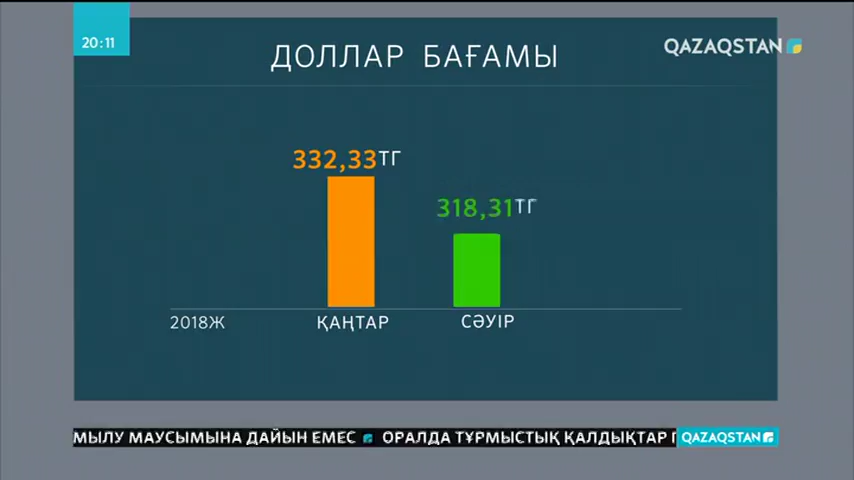 20:11
ДОЛЛАР БАҒАМЫ
QAZAQSTAN
332,33ТГ
318,31ТГ
2018Ж ҚАҢТАР СӘУІР
МЫЛУ МАУСЫМЫНА ДАЙЫН ЕМЕС ОРАЛДА ТҰРМЫСТЫҚ ҚАЛДЫҚТАР
QAZAQSTAN